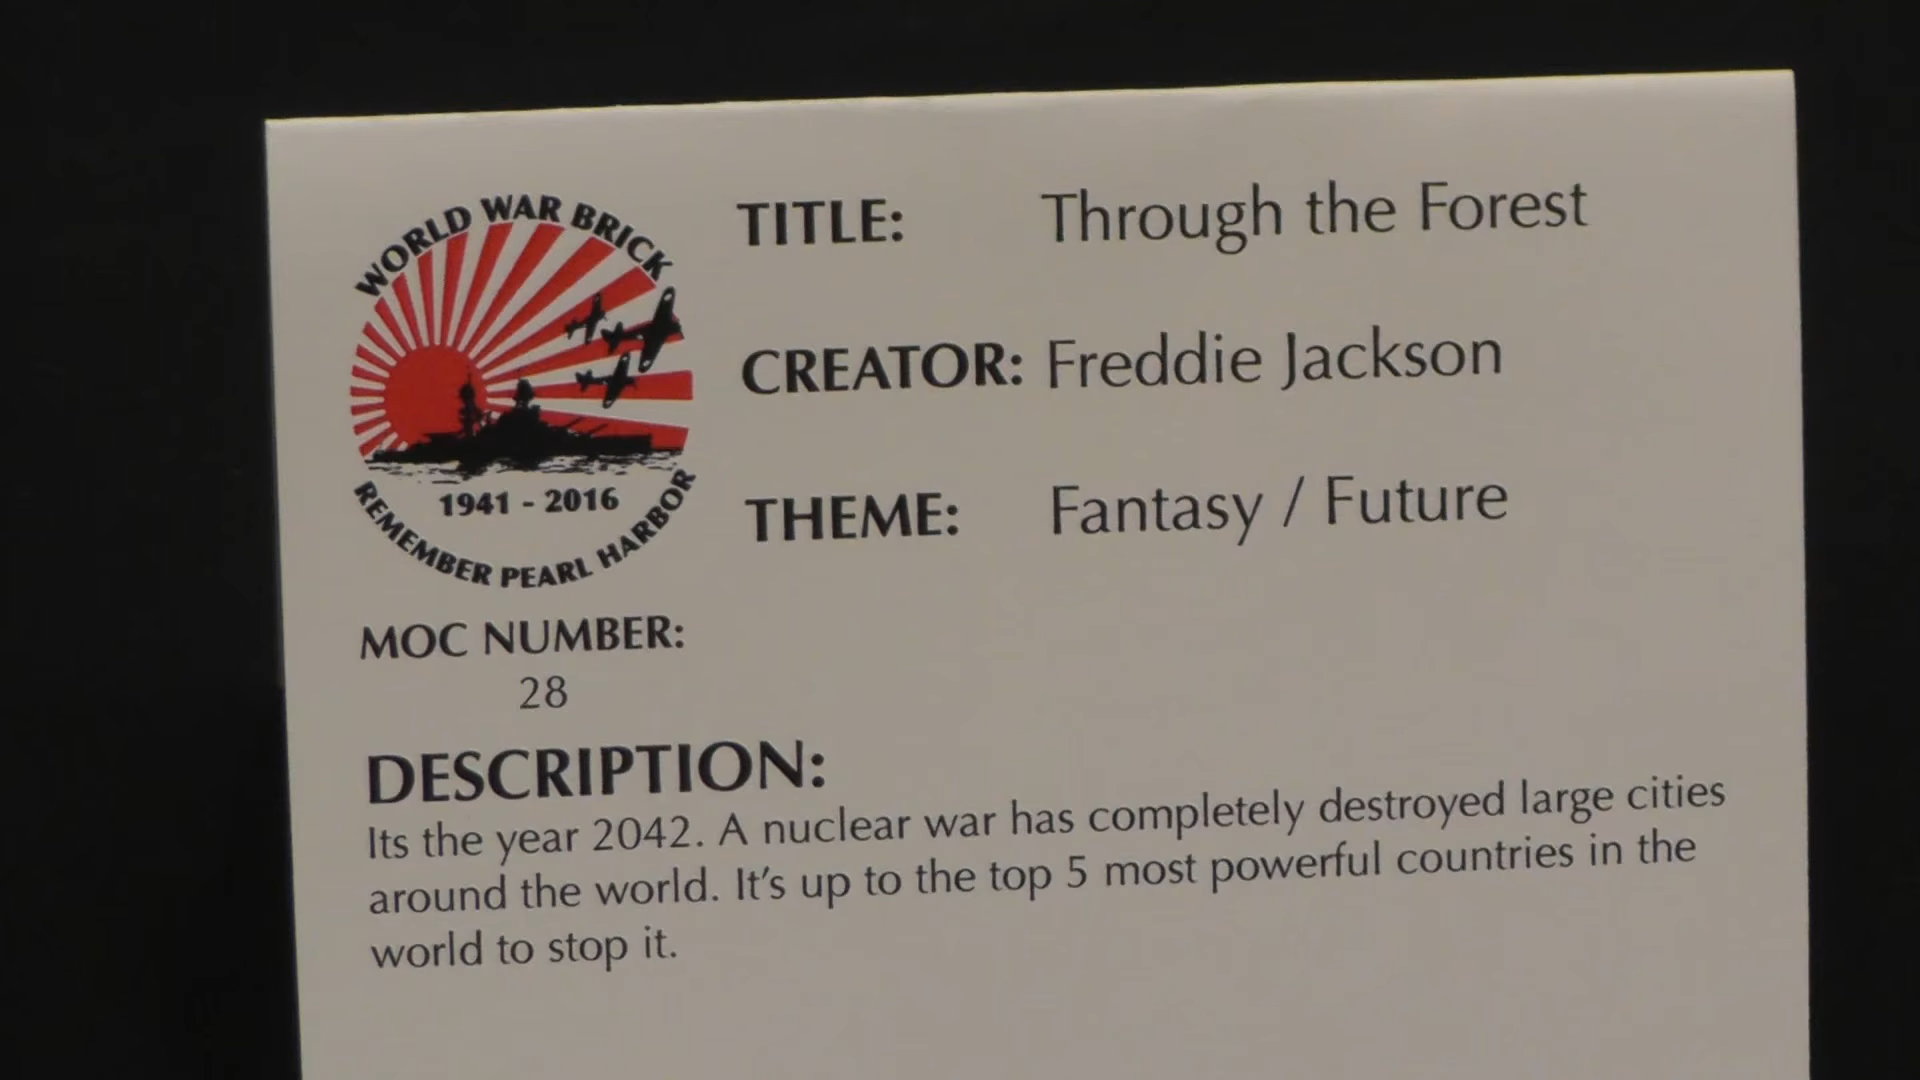 WORLD WAR BRICK
1941 - 2016
REMEMBER PEARL HARBOR
TITLE: Through the Forest
CREATOR: Freddie Jackson
THEME: Fantasy / Future
MOC NUMBER:
28
DESCRIPTION:
Its the year 2042. A nuclear war has completely destroyed large cities
around the world. It’s up to the top 5 most powerful countries in the
world to stop it.